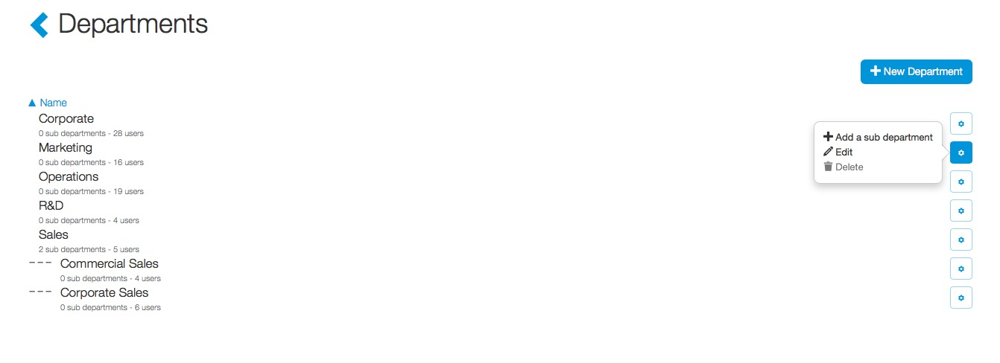 Departments
New Department
Name
Corporate
0 sub departments - 28 users
Marketing
0 sub departments - 16 users
Operations
0 sub departments - 19 users
R&D
0 sub departments - 4 users
Sales
2 sub departments - 5 users
--- Commercial Sales
0 sub departments - 4 users
--- Corporate Sales
0 sub departments - 6 users
Add a sub department
Edit
Delete